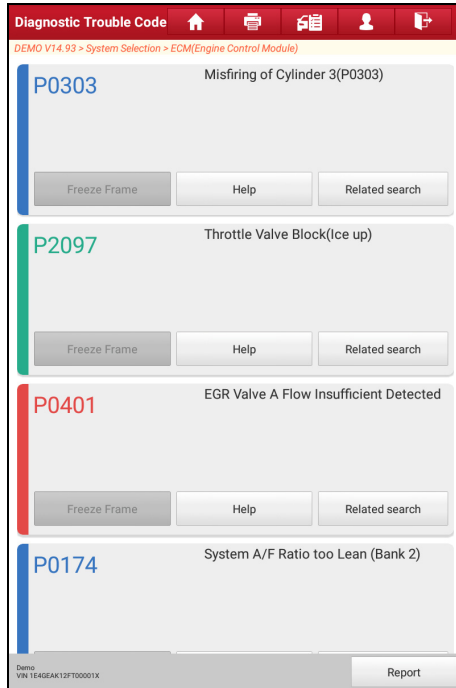 Diagnostic Trouble Code
DEMO V14.93 > System Selection > ECM(Engine Control Module)
P0303
Misfiring of Cylinder 3(P0303)
Freeze Frame
Help
Related search
P2097
Throttle Valve Block(Ice up)
Freeze Frame
Help
Related search
P0401
EGR Valve A Flow Insufficient Detected
Freeze Frame
Help
Related search
P0174
System A/F Ratio too Lean (Bank 2)
Demo
VIN 1E4GEAK12FT00001X
Report